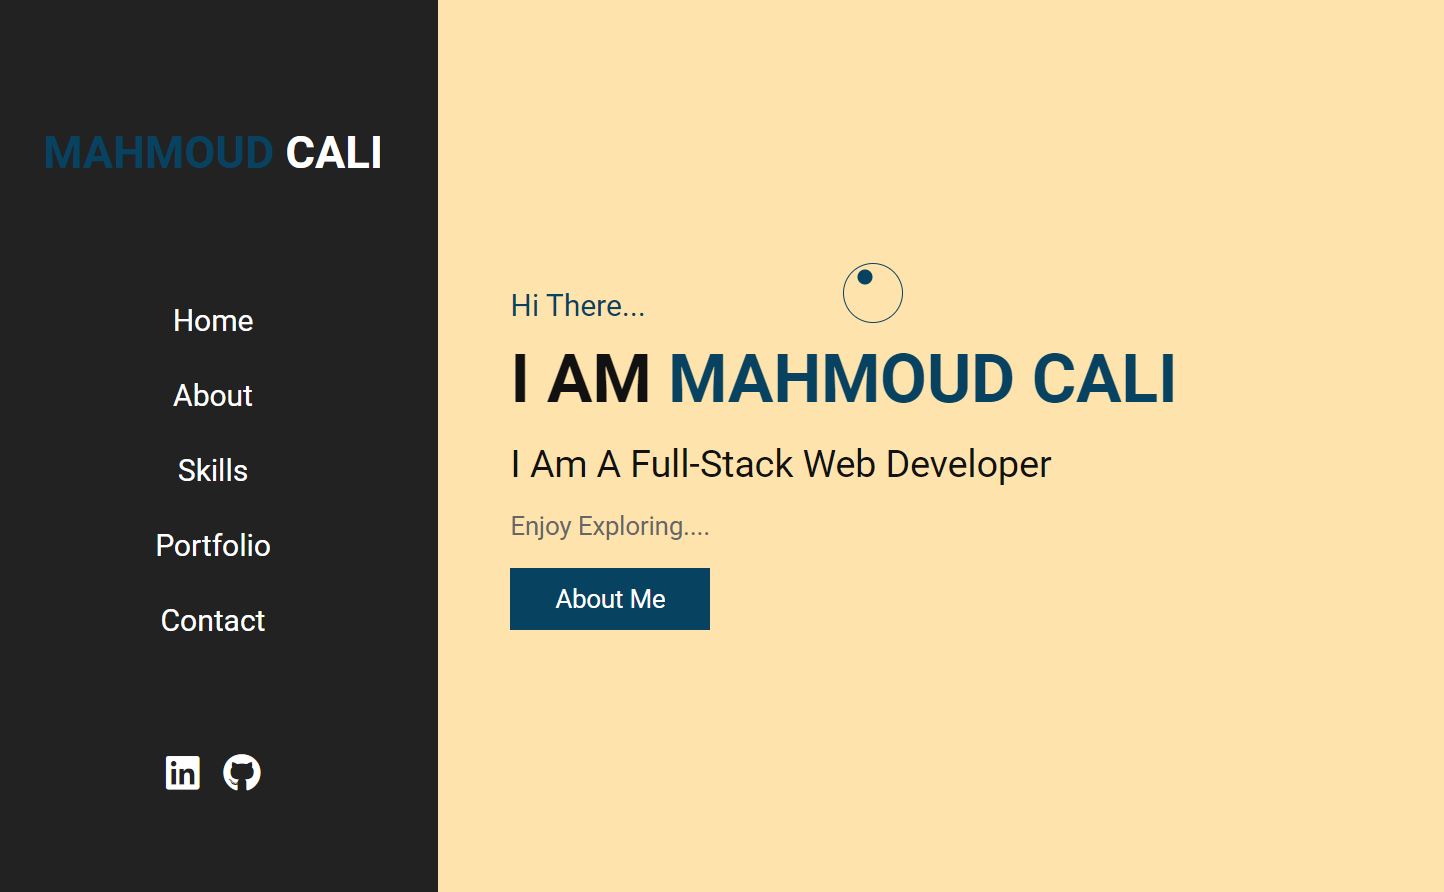 MAHMOUD CALI
Home
About
Skills
Portfolio
Contact
in
Hi There...
I AM MAHMOUD CALI
I Am A Full-Stack Web Developer
Enjoy Exploring....
About Me